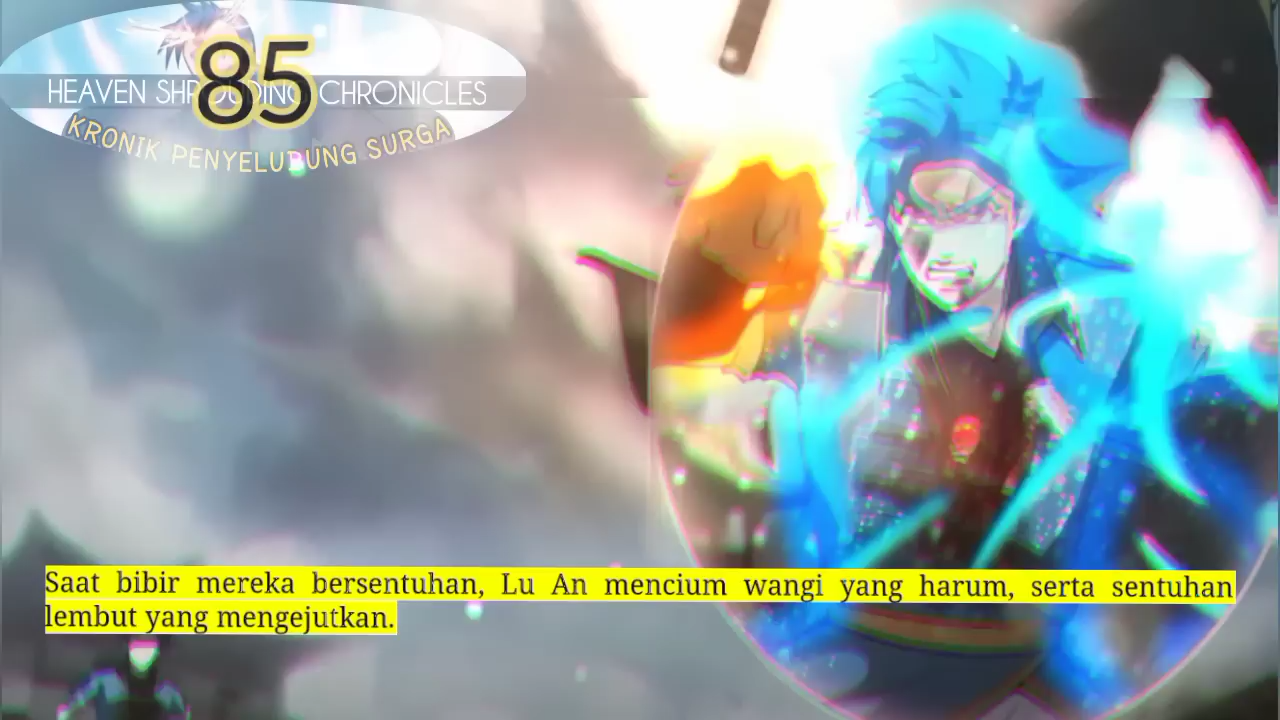 85
HEAVEN SHROUDING CHRONICLES
KRONIK PENYELUBUNG SURGA
Saat bibir mereka bersentuhan, Lu An mencium wangi yang harum, serta sentuhan
lembut yang mengejutkan.